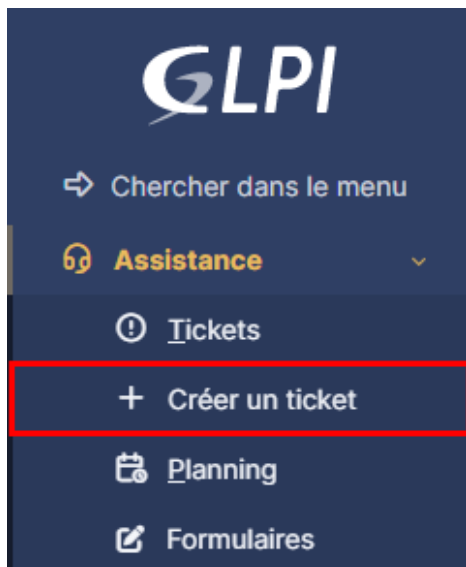 GLPI
Chercher dans le menu
Assistance
Tickets
Créer un ticket
Planning
Formulaires